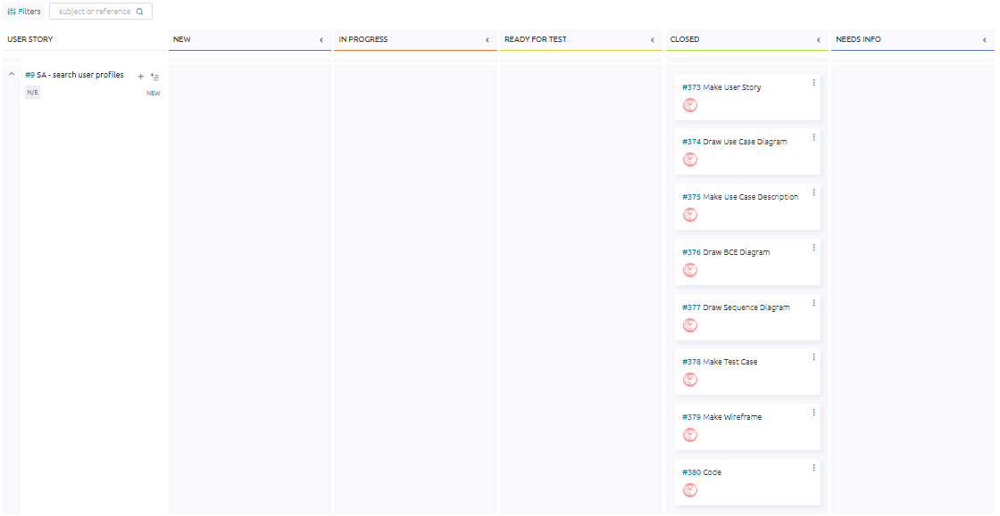 Filters
subject or reference
USER STORY
NEW
IN PROGRESS
READY FOR TEST
CLOSED
NEEDS INFO
#9 SA - search user profiles
N/E
NEW
#373 Make User Story
#374 Draw Use Case Diagram
#375 Make Use Case Description
#376 Draw BCE Diagram
#377 Draw Sequence Diagram
#378 Make Test Case
#379 Make Wireframe
#380 Code